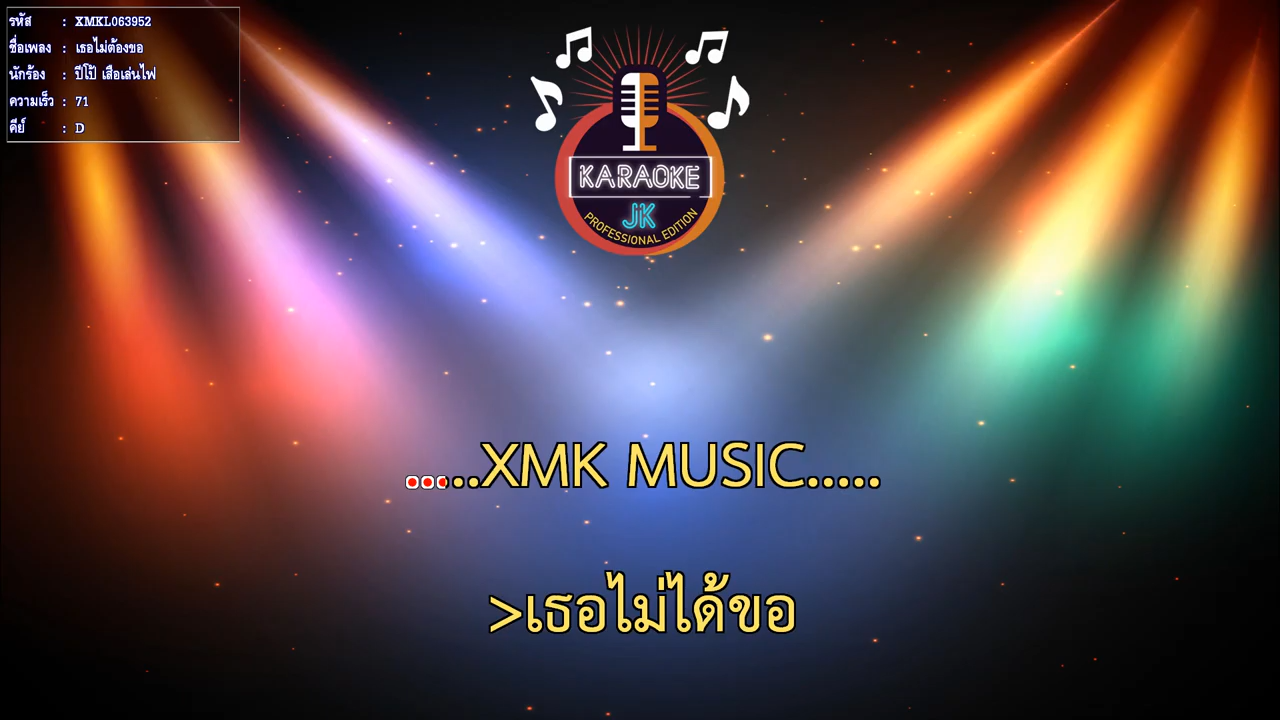 รหัส : XMKL063952
ชื่อเพลง : เธอไม่ต้องขอ
นักร้อง : ปีโป้ เสือเล่นไฟ
ความเร็ว : 71
คีย์ : D
KARAOKE
JK
PROFESSIONAL EDITION
.....XMK MUSIC.....
>เธอไม่ได้ขอ